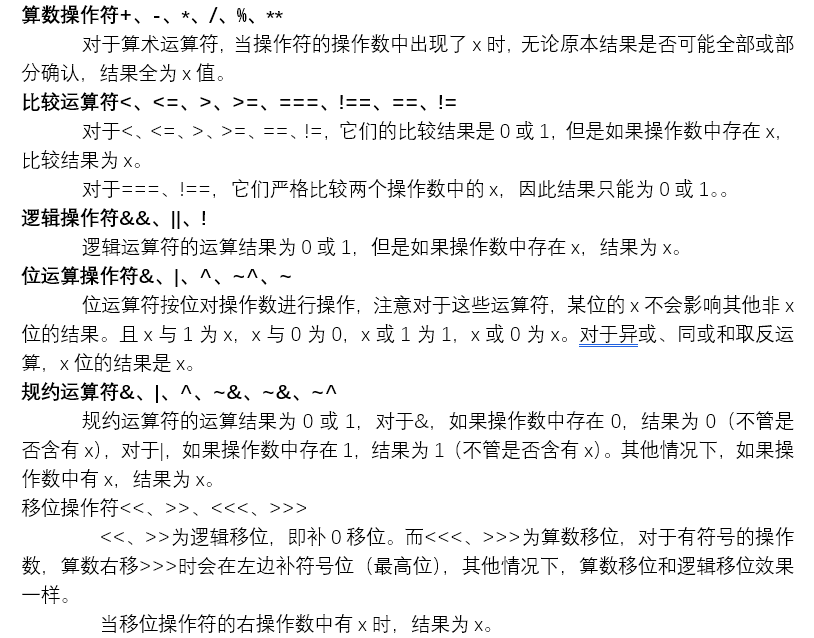 算数操作符+、-、*、/、%、**
对于算术运算符，当操作符的操作数中出现了 x 时，无论原本结果是否可能全部或部
分确认，结果全为 x 值。
比较运算符<、<=、>、>=、===、!==、==、!=
对于<、<=、>、>=、==、!=，它们的比较结果是 0 或 1，但是如果操作数中存在 x，
比较结果为 x。
对于===、!==，它们严格比较两个操作数中的 x，因此结果只能为 0 或 1。。
逻辑操作符&&、||、!
逻辑运算符的运算结果为 0 或 1，但是如果操作数中存在 x，结果为 x。
位运算操作符&、|、^、~^、~
位运算符按位对操作数进行操作，注意对于这些运算符，某位的 x 不会影响其他非 x
位的结果。且 x 与 1 为 x，x 与 0 为 0，x 或 1 为 1，x 或 0 为 x。对于异或、同或和取反运
算，x 位的结果是 x。
规约运算符&、|、^、~&、~&、~^
规约运算符的运算结果为 0 或 1，对于&，如果操作数中存在 0，结果为 0（不管是
否含有 x），对于|，如果操作数中存在 1，结果为 1（不管是否含有 x）。其他情况下，如果操
作数中有 x，结果为 x。
移位操作符<<、>>、<<<、>>>
<<、>>为逻辑移位，即补 0 移位。而<<<、>>>为算数移位，对于有符号的操作
数，算数右移>>>时会在左边补符号位（最高位），其他情况下，算数移位和逻辑移位效果
一样。
当移位操作符的右操作数中有 x 时，结果为 x。